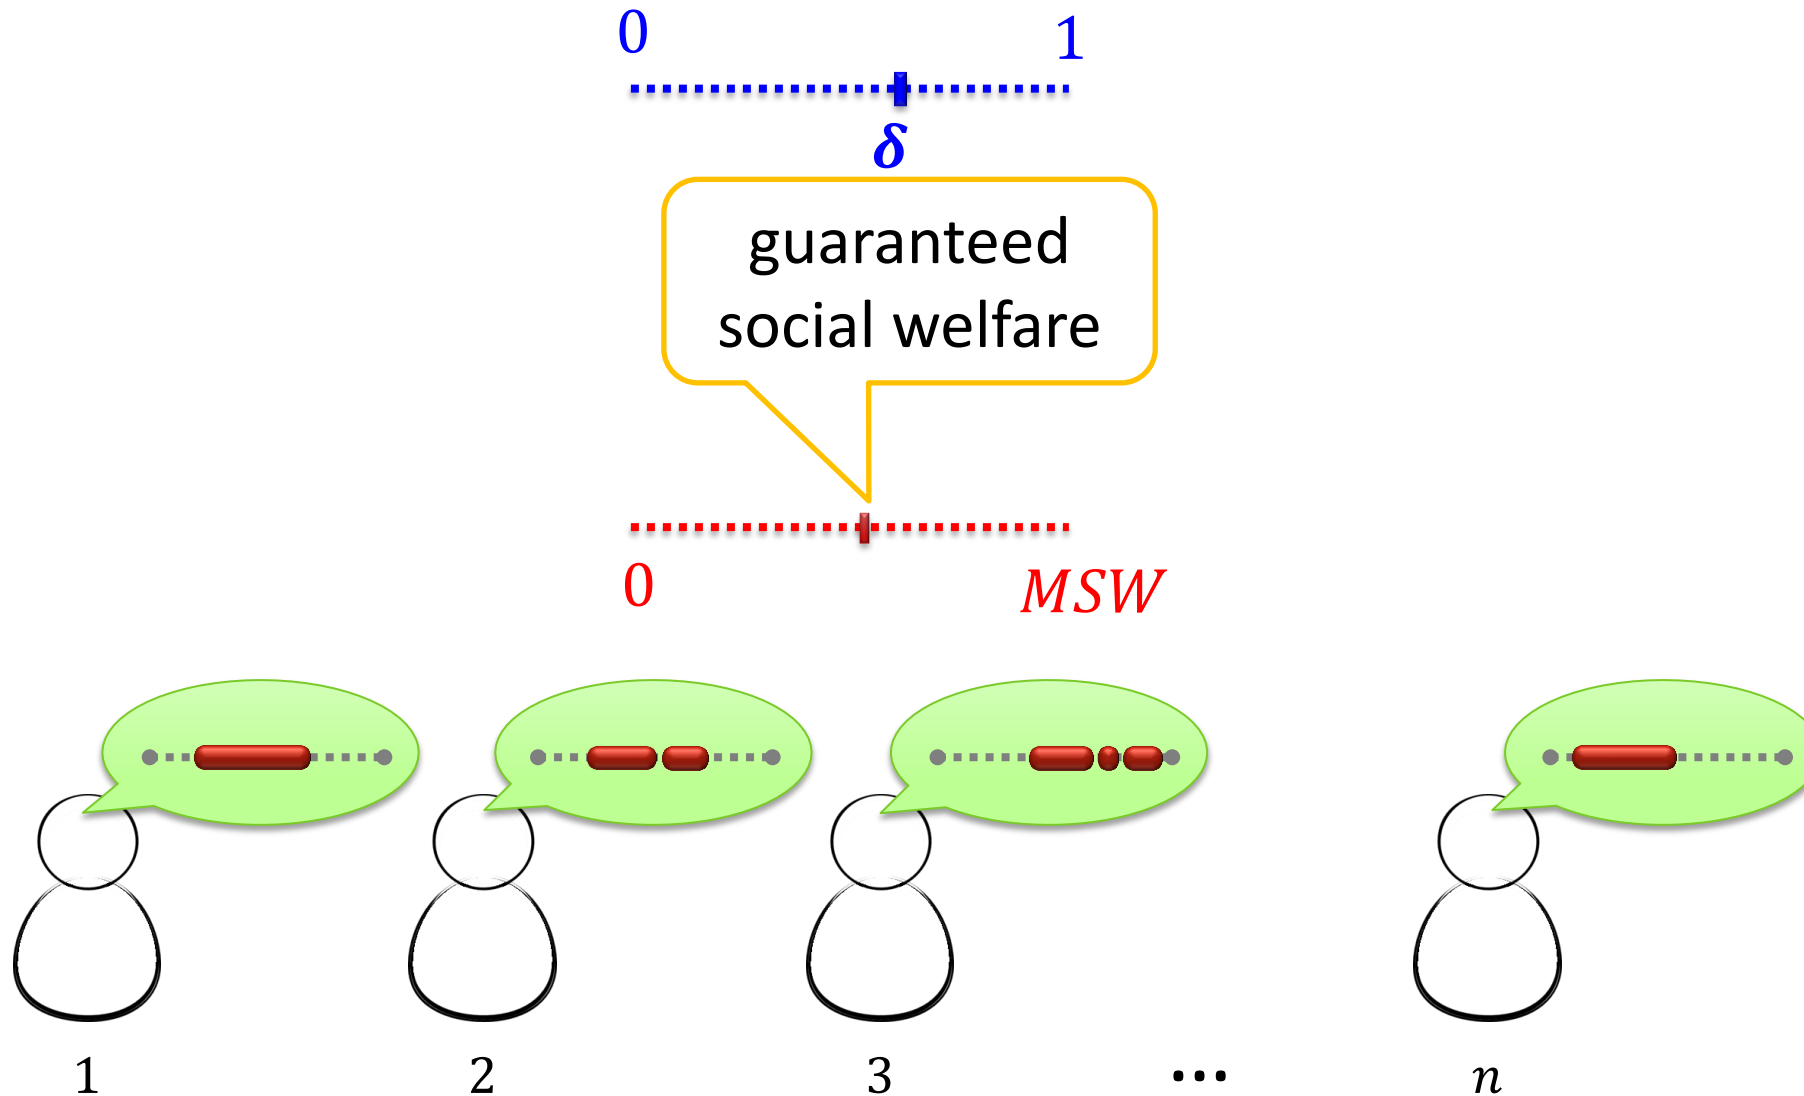 0 1
δ
guaranteed
social welfare
0 MSW
1 2 3 ... n